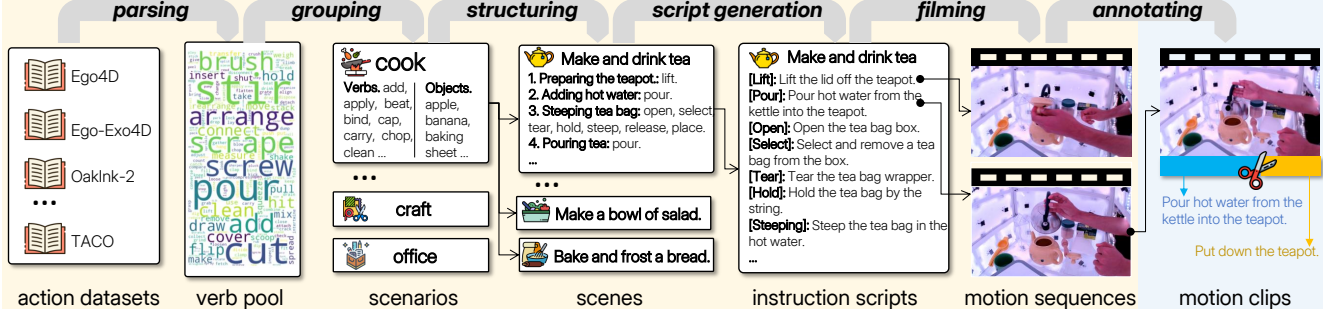 parsing
grouping
structuring
script generation
filming
annotating
Ego4D
Ego-Exo4D
OakInk-2
...
TACO
action datasets
brush
insert
shut
hold
take
stir
arrange
connect
scrape
measure
shake
screw
pour
pull
clean
hit
remove
mix
draw
add
cover
scoop
spread
flip
make
cut
verb pool
cook
Verbs. add,
apply, beat,
bind, cap,
carry, chop,
clean ...
Objects.
apple,
banana,
baking
sheet ...
...
craft
office
scenarios
Make and drink tea
1. Preparing the teapot.: lift.
2. Adding hot water: pour.
3. Steeping tea bag: open, select
tear, hold, steep, release, place.
4. Pouring tea: pour.
...
...
Make a bowl of salad.
Bake and frost a bread.
scenes
Make and drink tea
[Lift]: Lift the lid off the teapot.
[Pour]: Pour hot water from the
kettle into the teapot.
[Open]: Open the tea bag box.
[Select]: Select and remove a tea
bag from the box.
[Tear]: Tear the tea bag wrapper.
[Hold]: Hold the tea bag by the
string.
[Steeping]: Steep the tea bag in the
hot water.
...
instruction scripts
motion sequences
Pour hot water from the
kettle into the teapot.
Put down the teapot.
motion clips